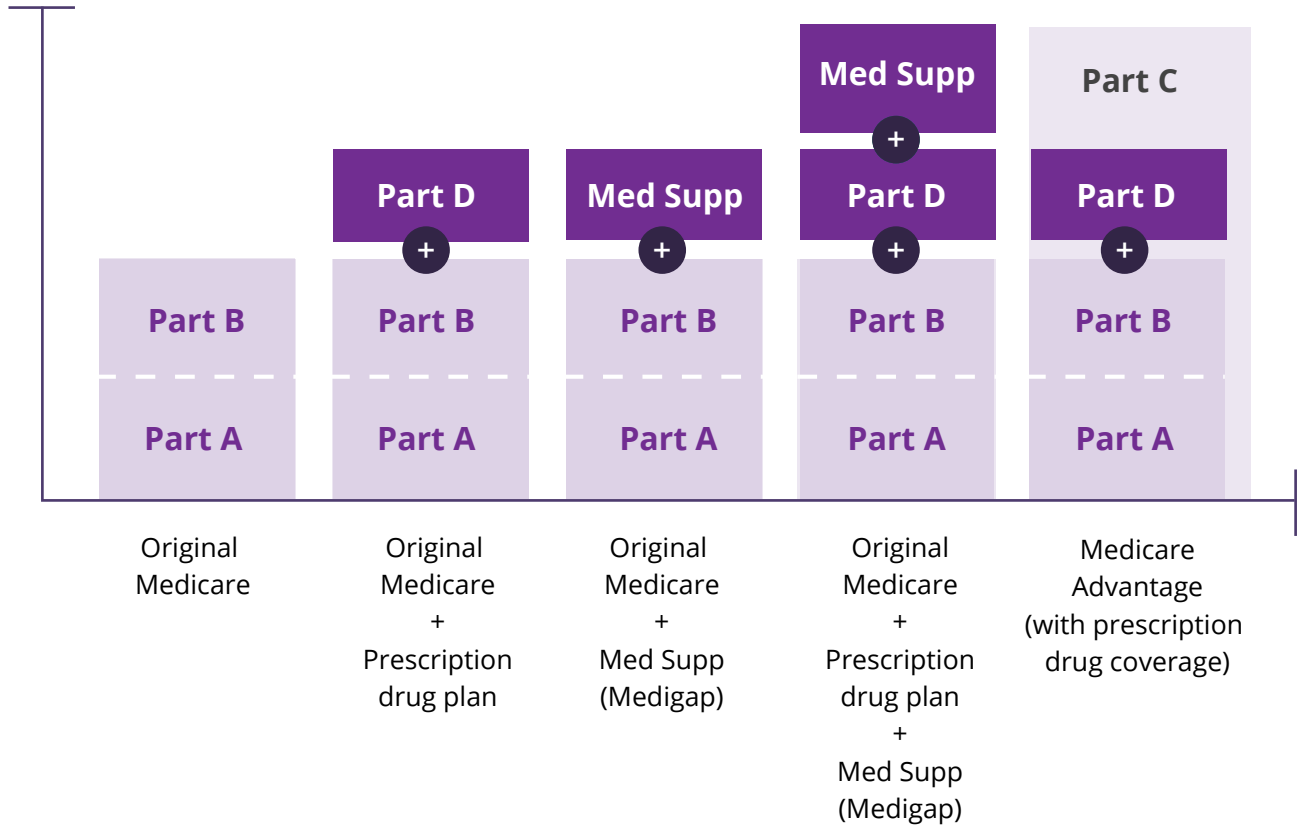 Med Supp
+
Part D
+
Part B
Part A
Part B
Part A
Original
Medicare
Part D
+
Part B
Part A
Original
Medicare
+
Prescription
drug plan
Med Supp
+
Part B
Part A
Original
Medicare
+
Med Supp
(Medigap)
Original
Medicare
+
Prescription
drug plan
+
Med Supp
(Medigap)
Part C
Part D
+
Part B
Part A
Medicare
Advantage
(with prescription
drug coverage)